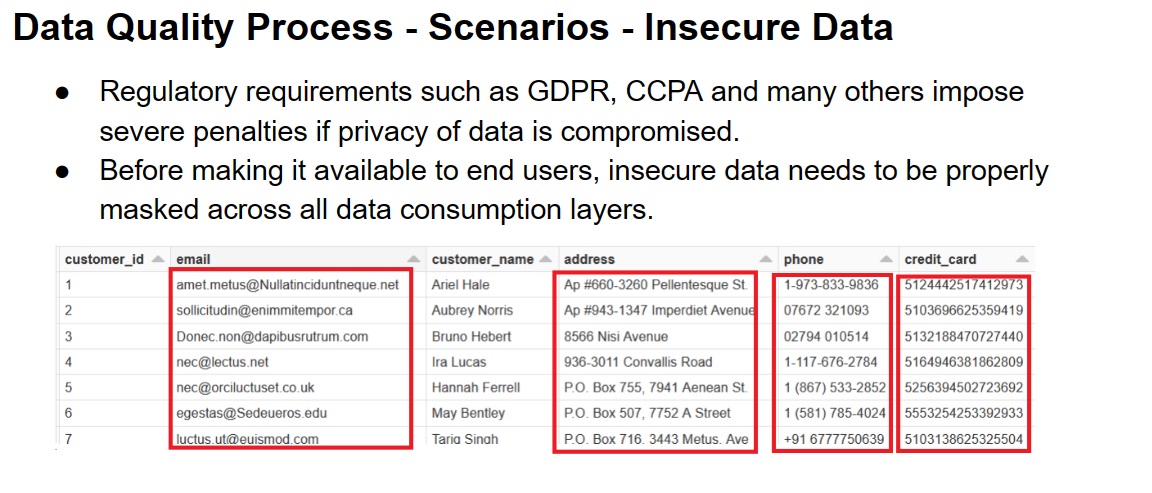 Data Quality Process - Scenarios - Insecure Data
● Regulatory requirements such as GDPR, CCPA and many others impose
severe penalties if privacy of data is compromised.
● Before making it available to end users, insecure data needs to be properly
masked across all data consumption layers.
customer_id email customer_name address phone credit_card
1 amet.metus@Nullatinciduntneque.net Ariel Hale Ap #660-3260 Pellentesque St. 1-973-833-9836 5124442517412973
2 sollicitudin@enimmitempor.ca Aubrey Norris Ap #943-1347 Imperdiet Avenue 07672 321093 5103696625359419
3 Donec.non@dapibusrutrum.com Bruno Hebert 8566 Nisi Avenue 02794 010514 5132188470727440
4 nec@lectus.net Ira Lucas 936-3011 Convallis Road 1-117-676-2784 5164946381862809
5 nec@orciluctuset.co.uk Hannah Ferrell P.O. Box 755, 7941 Aenean St. 1 (867) 533-2852 5256394502723692
6 egestas@Sedeueros.edu May Bentley P.O. Box 507, 7752 A Street 1 (581) 785-4024 5553254253392933
7 luctus.ut@euismod.com Tariq Singh P.O. Box 716, 3443 Metus. Ave +91 6777750639 5103138625325504